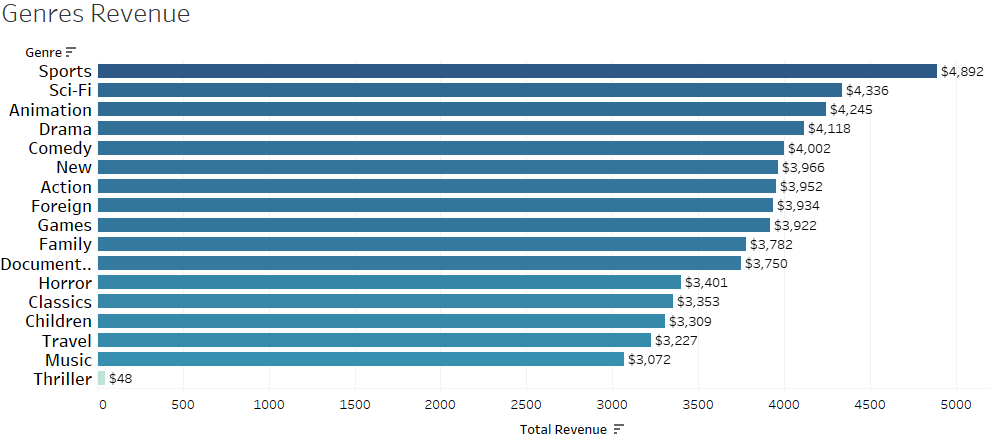 Genres Revenue
Genre
Sports $4,892
Sci-Fi $4,336
Animation $4,245
Drama $4,118
Comedy $4,002
New $3,966
Action $3,952
Foreign $3,934
Games $3,922
Family $3,782
Document.. $3,750
Horror $3,401
Classics $3,353
Children $3,309
Travel $3,227
Music $3,072
Thriller $48
0 500 1000 1500 2000 2500 3000 3500 4000 4500 5000
Total Revenue